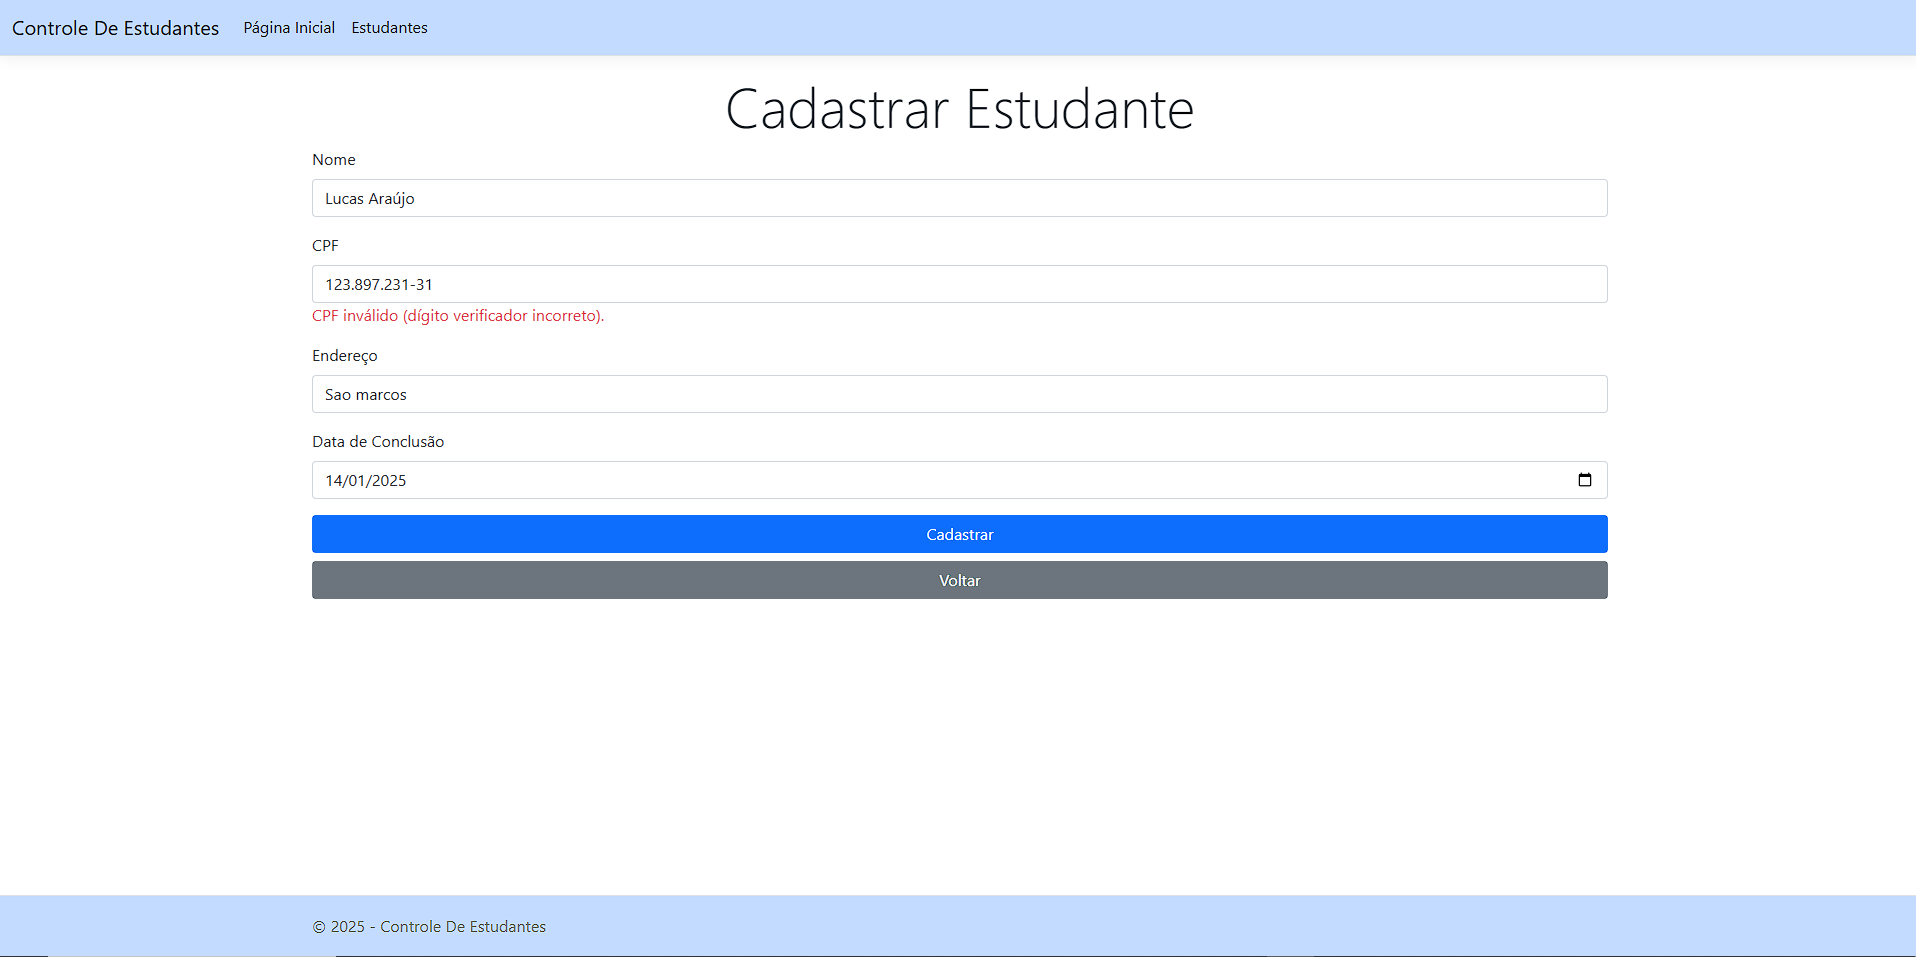 Controle De Estudantes Página Inicial Estudantes
Cadastrar Estudante
Nome
Lucas Araújo
CPF
123.897.231-31
CPF inválido (dígito verificador incorreto).
Endereço
Sao marcos
Data de Conclusão
14/01/2025
Cadastrar
Voltar
© 2025 - Controle De Estudantes